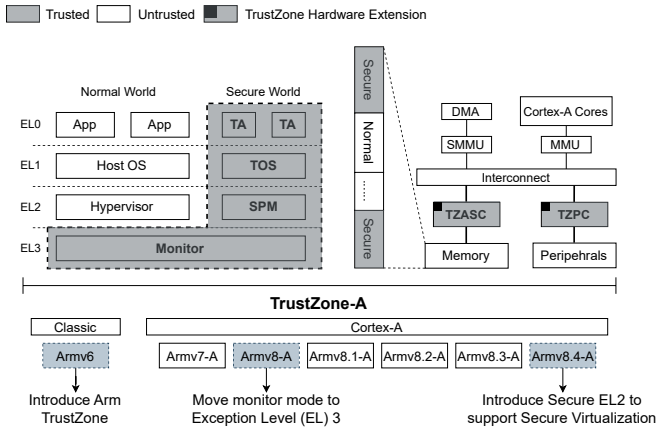 Trusted Untrusted TrustZone Hardware Extension
Normal World Secure World
EL0 App App TA TA
EL1 Host OS TOS
EL2 Hypervisor SPM
EL3 Monitor
Secure
Normal
......
Secure
DMA Cortex-A Cores
SMMU MMU
Interconnect
TZASC TZPC
Memory Peripehrals
TrustZone-A
Classic Cortex-A
Armv6 Armv7-A Armv8-A Armv8.1-A Armv8.2-A Armv8.3-A Armv8.4-A
Introduce Arm
TrustZone
Move monitor mode to
Exception Level (EL) 3
Introduce Secure EL2 to
support Secure Virtualization